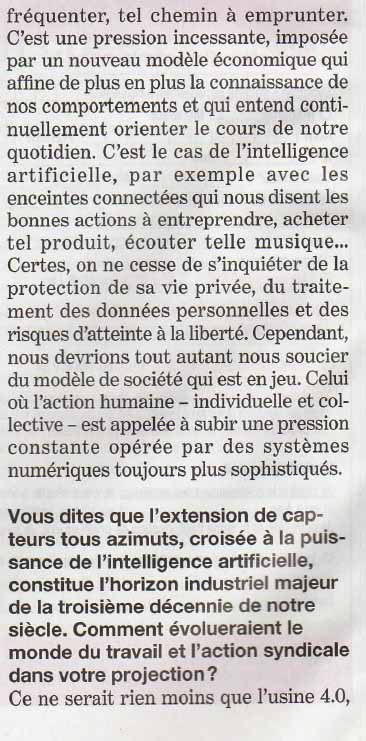 fréquenter, tel chemin à emprunter.
C'est une pression incessante, imposée
par un nouveau modèle économique qui
affine de plus en plus la connaissance de
nos comportements et qui entend conti-
nuellement orienter le cours de notre
quotidien. C'est le cas de l'intelligence
artificielle, par exemple avec les
enceintes connectées qui nous disent les
bonnes actions à entreprendre, acheter
tel produit, écouter telle musique...
Certes, on ne cesse de s'inquiéter de la
protection de sa vie privée, du traite-
ment des données personnelles et des
risques d'atteinte à la liberté. Cependant,
nous devrions tout autant nous soucier
du modèle de société qui est en jeu. Celui
où l'action humaine – individuelle et col-
lective – est appelée à subir une pression
constante opérée par des systèmes
numériques toujours plus sophistiqués.
Vous dites que l'extension de cap-
teurs tous azimuts, croisée à la puis-
sance de l'intelligence artificielle,
constitue l'horizon industriel majeur
de la troisième décennie de notre
siècle. Comment évolueraient le
monde du travail et l'action syndicale
dans votre projection ?
Ce ne serait rien moins que l'usine 4.0,